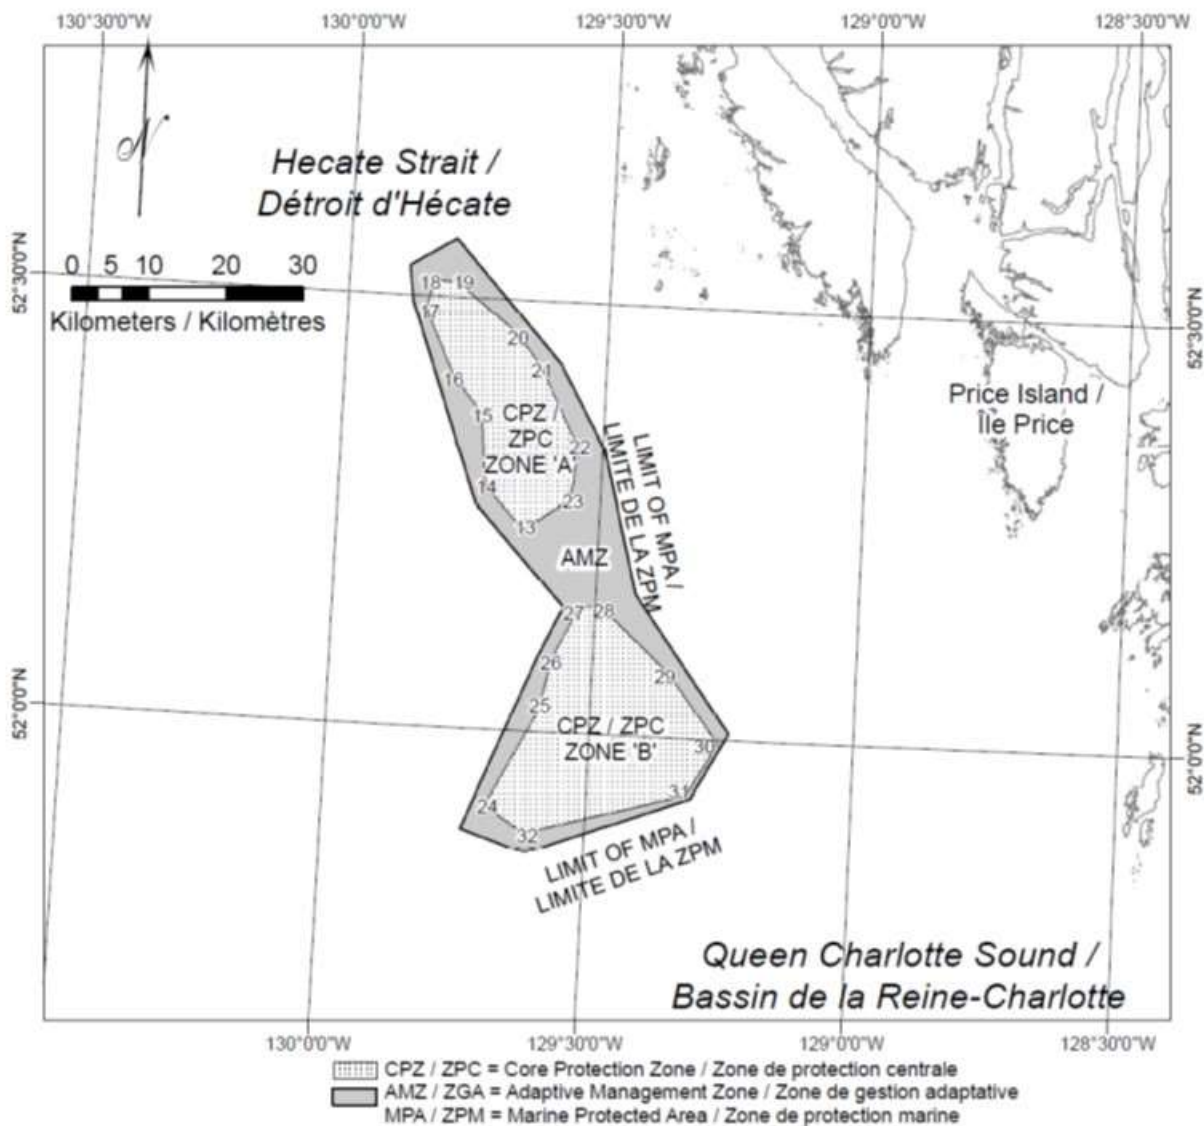 130°30'0"W 130°0'0"W 129°30'0"W 129°0'0"W 128°30'0"W
N
Hecate Strait /
Détroit d'Hécate
52°30'0"N
0 5 10 20 30
Kilometers / Kilomètres
52°30'0"N
18 19
17
20
21
16
15
CPZ /
ZPC
ZONE 'A'
22
14
23
13
Price Island /
Île Price
LIMIT OF MPA /
LIMITE DE LA ZPM
AMZ
27 28
26
29
25
52°0'0"N
CPZ / ZPC
ZONE 'B'
30
52°0'0"N
31
24
32
LIMIT OF MPA /
LIMITE DE LA ZPM
Queen Charlotte Sound /
Bassin de la Reine-Charlotte
130°0'0"W 129°30'0"W 129°0'0"W 128°30'0"W
CPZ / ZPC = Core Protection Zone / Zone de protection centrale
AMZ / ZGA = Adaptive Management Zone / Zone de gestion adaptative
MPA / ZPM = Marine Protected Area / Zone de protection marine